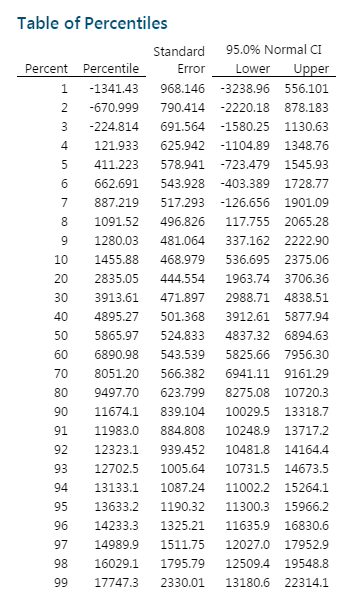 Table of Percentiles
Standard 95.0% Normal CI
Percent Percentile Error Lower Upper
1 -1341.43 968.146 -3238.96 556.101
2 -670.999 790.414 -2220.18 878.183
3 -224.814 691.564 -1580.25 1130.63
4 121.933 625.942 -1104.89 1348.76
5 411.223 578.941 -723.479 1545.93
6 662.691 543.928 -403.389 1728.77
7 887.219 517.293 -126.656 1901.09
8 1091.52 496.826 117.755 2065.28
9 1280.03 481.064 337.162 2222.90
10 1455.88 468.979 536.695 2375.06
20 2835.05 444.554 1963.74 3706.36
30 3913.61 471.897 2988.71 4838.51
40 4895.27 501.368 3912.61 5877.94
50 5865.97 524.833 4837.32 6894.63
60 6890.98 543.539 5825.66 7956.30
70 8051.20 566.382 6941.11 9161.29
80 9497.70 623.799 8275.08 10720.3
90 11674.1 839.104 10029.5 13318.7
91 11983.0 884.808 10248.9 13717.2
92 12323.1 939.452 10481.8 14164.4
93 12702.5 1005.64 10731.5 14673.5
94 13133.1 1087.24 11002.2 15264.1
95 13633.2 1190.32 11300.3 15966.2
96 14233.3 1325.21 11635.9 16830.6
97 14989.9 1511.75 12027.0 17952.9
98 16029.1 1795.79 12509.4 19548.8
99 17747.3 2330.01 13180.6 22314.1